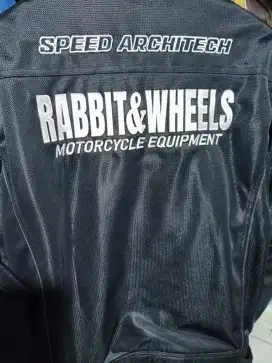 SPEED ARCHITECH
RABBIT&WHEELS
MOTORCYCLE EQUIPMENT